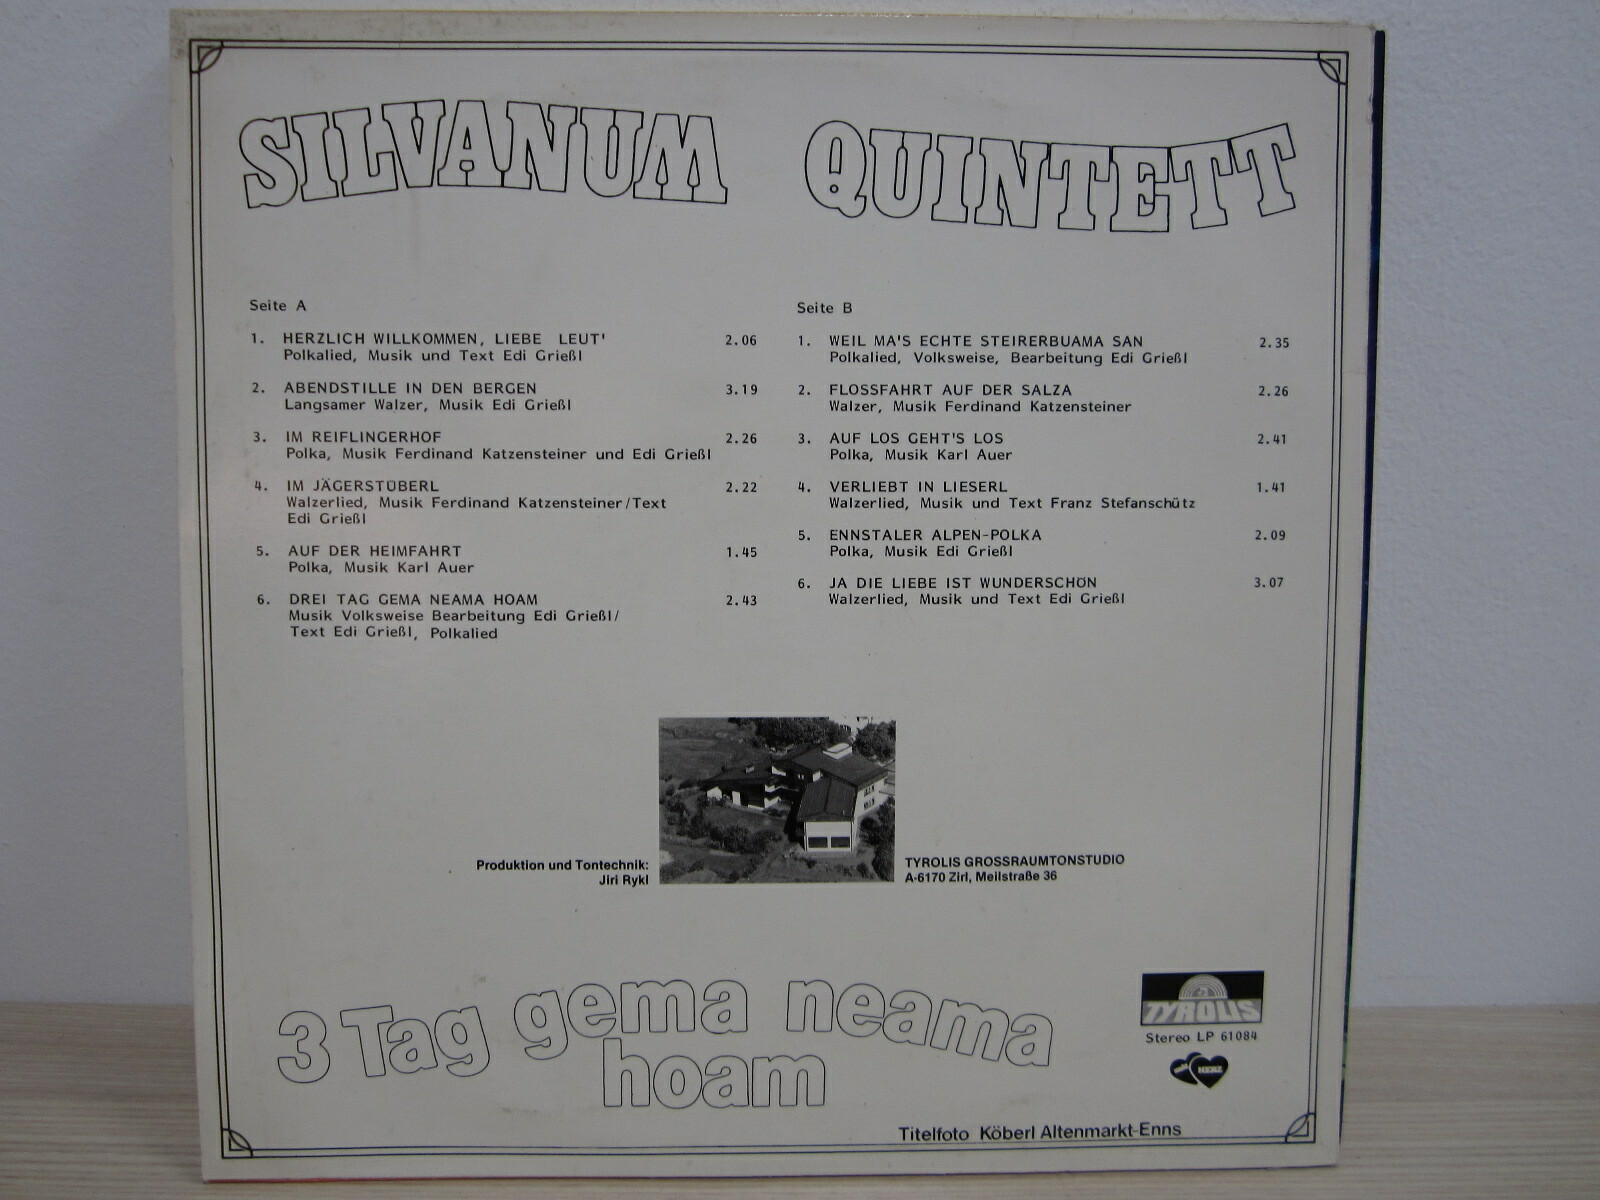 SILVANUM QUINTETT
Seite A
1. HERZLICH WILLKOMMEN, LIEBE LEUT' 2.06
Polkalied, Musik und Text Edi Grießl
2. ABENDSTILLE IN DEN BERGEN 3.19
Langsamer Walzer, Musik Edi Grießl
3. IM REIFLINGERHOF 2.26
Polka, Musik Ferdinand Katzensteiner und Edi Grießl
4. IM JÄGERSTÜBERL 2.22
Walzerlied, Musik Ferdinand Katzensteiner/Text
Edi Grießl
5. AUF DER HEIMFAHRT 1.45
Polka, Musik Karl Auer
6. DREI TAG GEMA NEAMA HOAM 2.43
Musik Volksweise Bearbeitung Edi Grießl/
Text Edi Grießl, Polkalied
Seite B
1. WEIL MA'S ECHTE STEIRERBUAMA SAN 2.35
Polkalied, Volksweise, Bearbeitung Edi Grießl
2. FLOSSFAHRT AUF DER SALZA 2.26
Walzer, Musik Ferdinand Katzensteiner
3. AUF LOS GEHT'S LOS 2.41
Polka, Musik Karl Auer
4. VERLIEBT IN LIESERL 1.41
Walzerlied, Musik und Text Franz Stefanschütz
5. ENNSTALER ALPEN-POLKA 2.09
Polka, Musik Edi Grießl
6. JA DIE LIEBE IST WUNDERSCHÖN 3.07
Walzerlied, Musik und Text Edi Grießl
Produktion und Tontechnik:
Jiri Rykl
TYROLIS GROSSRAUMTONSTUDIO
A-6170 Zirl, Meilstraße 36
3 Tag gema neama
hoam
TYROLIS
Stereo LP 61084
HERZ
Titelfoto Köberl Altenmarkt-Enns